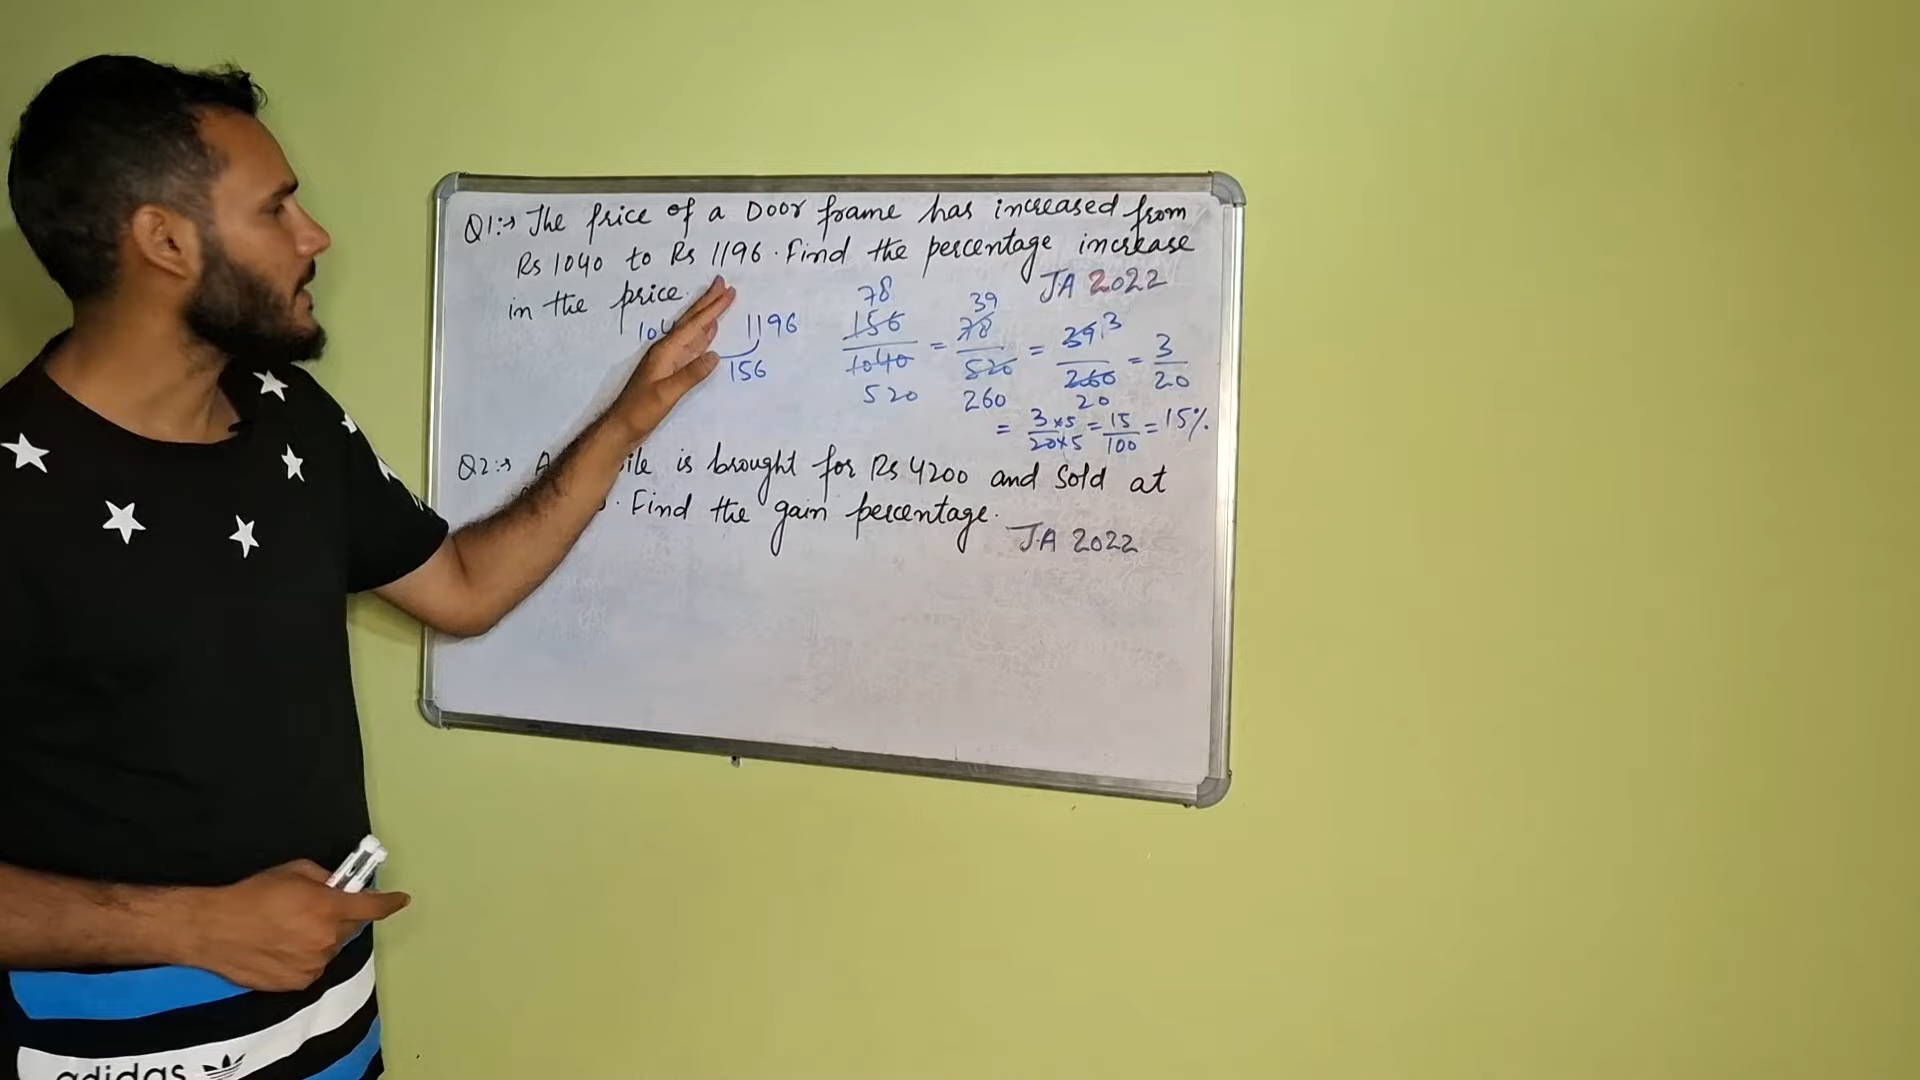 Q1:→ The price of a Door frame has increased from
Rs 1040 to Rs 1196. Find the percentage increase
in the price.
JA 2022
1196
156
78
156
1040
520
=
39
78
520
260
=
39 3
260
20
=
3
20
= 3×5 = 15 = 15%
20×5 100
Q2:→ A is brought for Rs 4200 and Sold at
. Find the gain percentage.
JA 2022
adidas